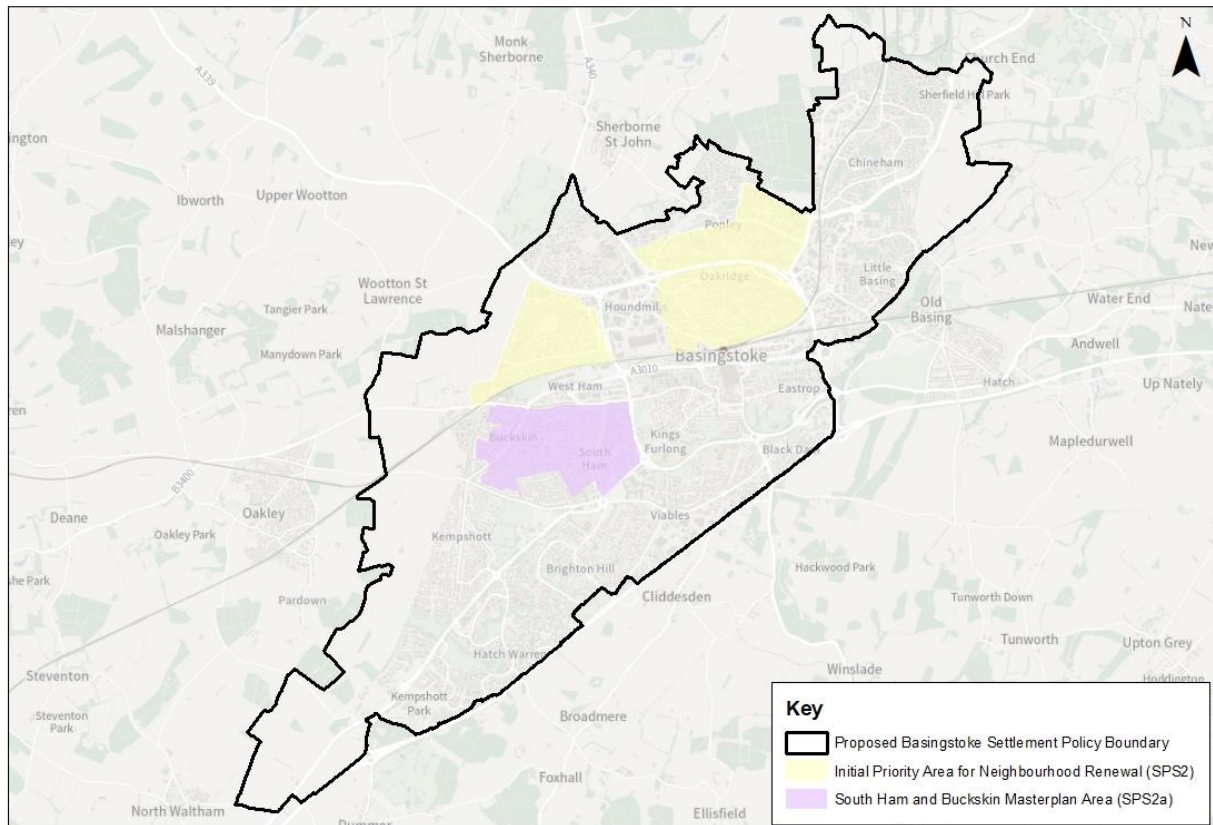 N
Monk
Sherborne
A339
A340
Church End
Sherfield Hill Park
Sherborne
St John
Chineham
Ibworth
Upper Wootton
Popley
Oakridge
Wootton St
Lawrence
Little
Basing
Old
Basing
Water End
Tangier Park
Houndmills
Malshanger
Manydown Park
Basingstoke
Andwell
A3010
West Ham
Eastrop
Hatch
Up Nately
Buckskin
Kings
Furlong
South
Ham
Black Dam
Mapledurwell
B3400
Deane
Oakley
Viables
Oakley Park
Kempshott
Brighton Hill
Hackwood Park
Pardown
Cliddesden
Tunworth Down
Tunworth
Upton Grey
Hatch Warren
Winslade
Hoddington
Steventon
Kempshott
Park
Steventon
Park
Broadmere
Foxhall
North Waltham
Dummer
Ellisfield
Key
Proposed Basingstoke Settlement Policy Boundary
Initial Priority Area for Neighbourhood Renewal (SPS2)
South Ham and Buckskin Masterplan Area (SPS2a)